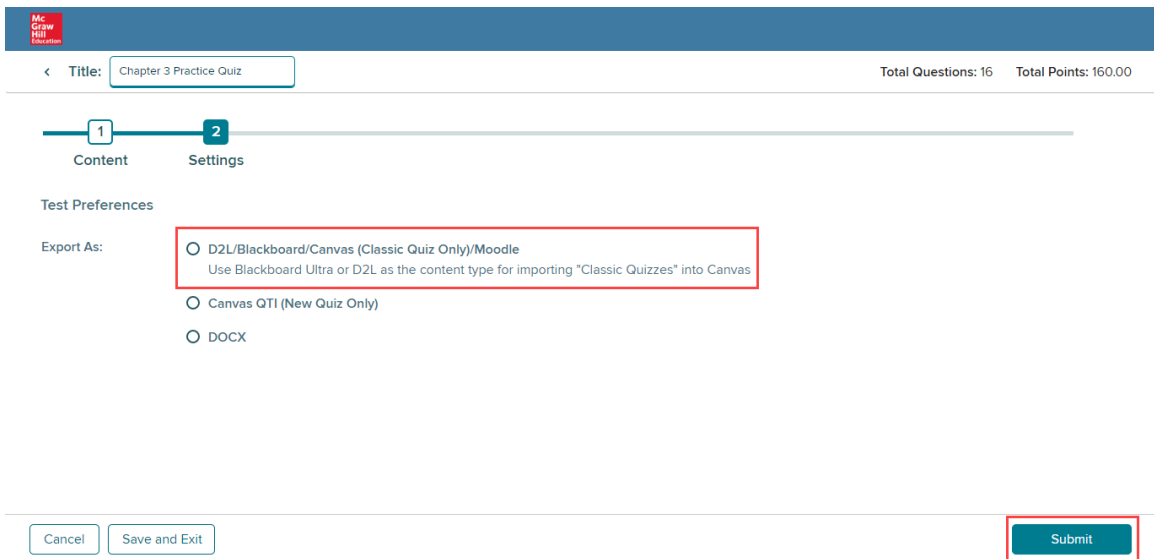 Mc
Graw
Hill
Education
< Title: Chapter 3 Practice Quiz Total Questions: 16 Total Points: 160.00
1 2
Content Settings
Test Preferences
Export As:
D2L/Blackboard/Canvas (Classic Quiz Only)/Moodle
Use Blackboard Ultra or D2L as the content type for importing "Classic Quizzes" into Canvas
Canvas QTI (New Quiz Only)
DOCX
Cancel Save and Exit Submit